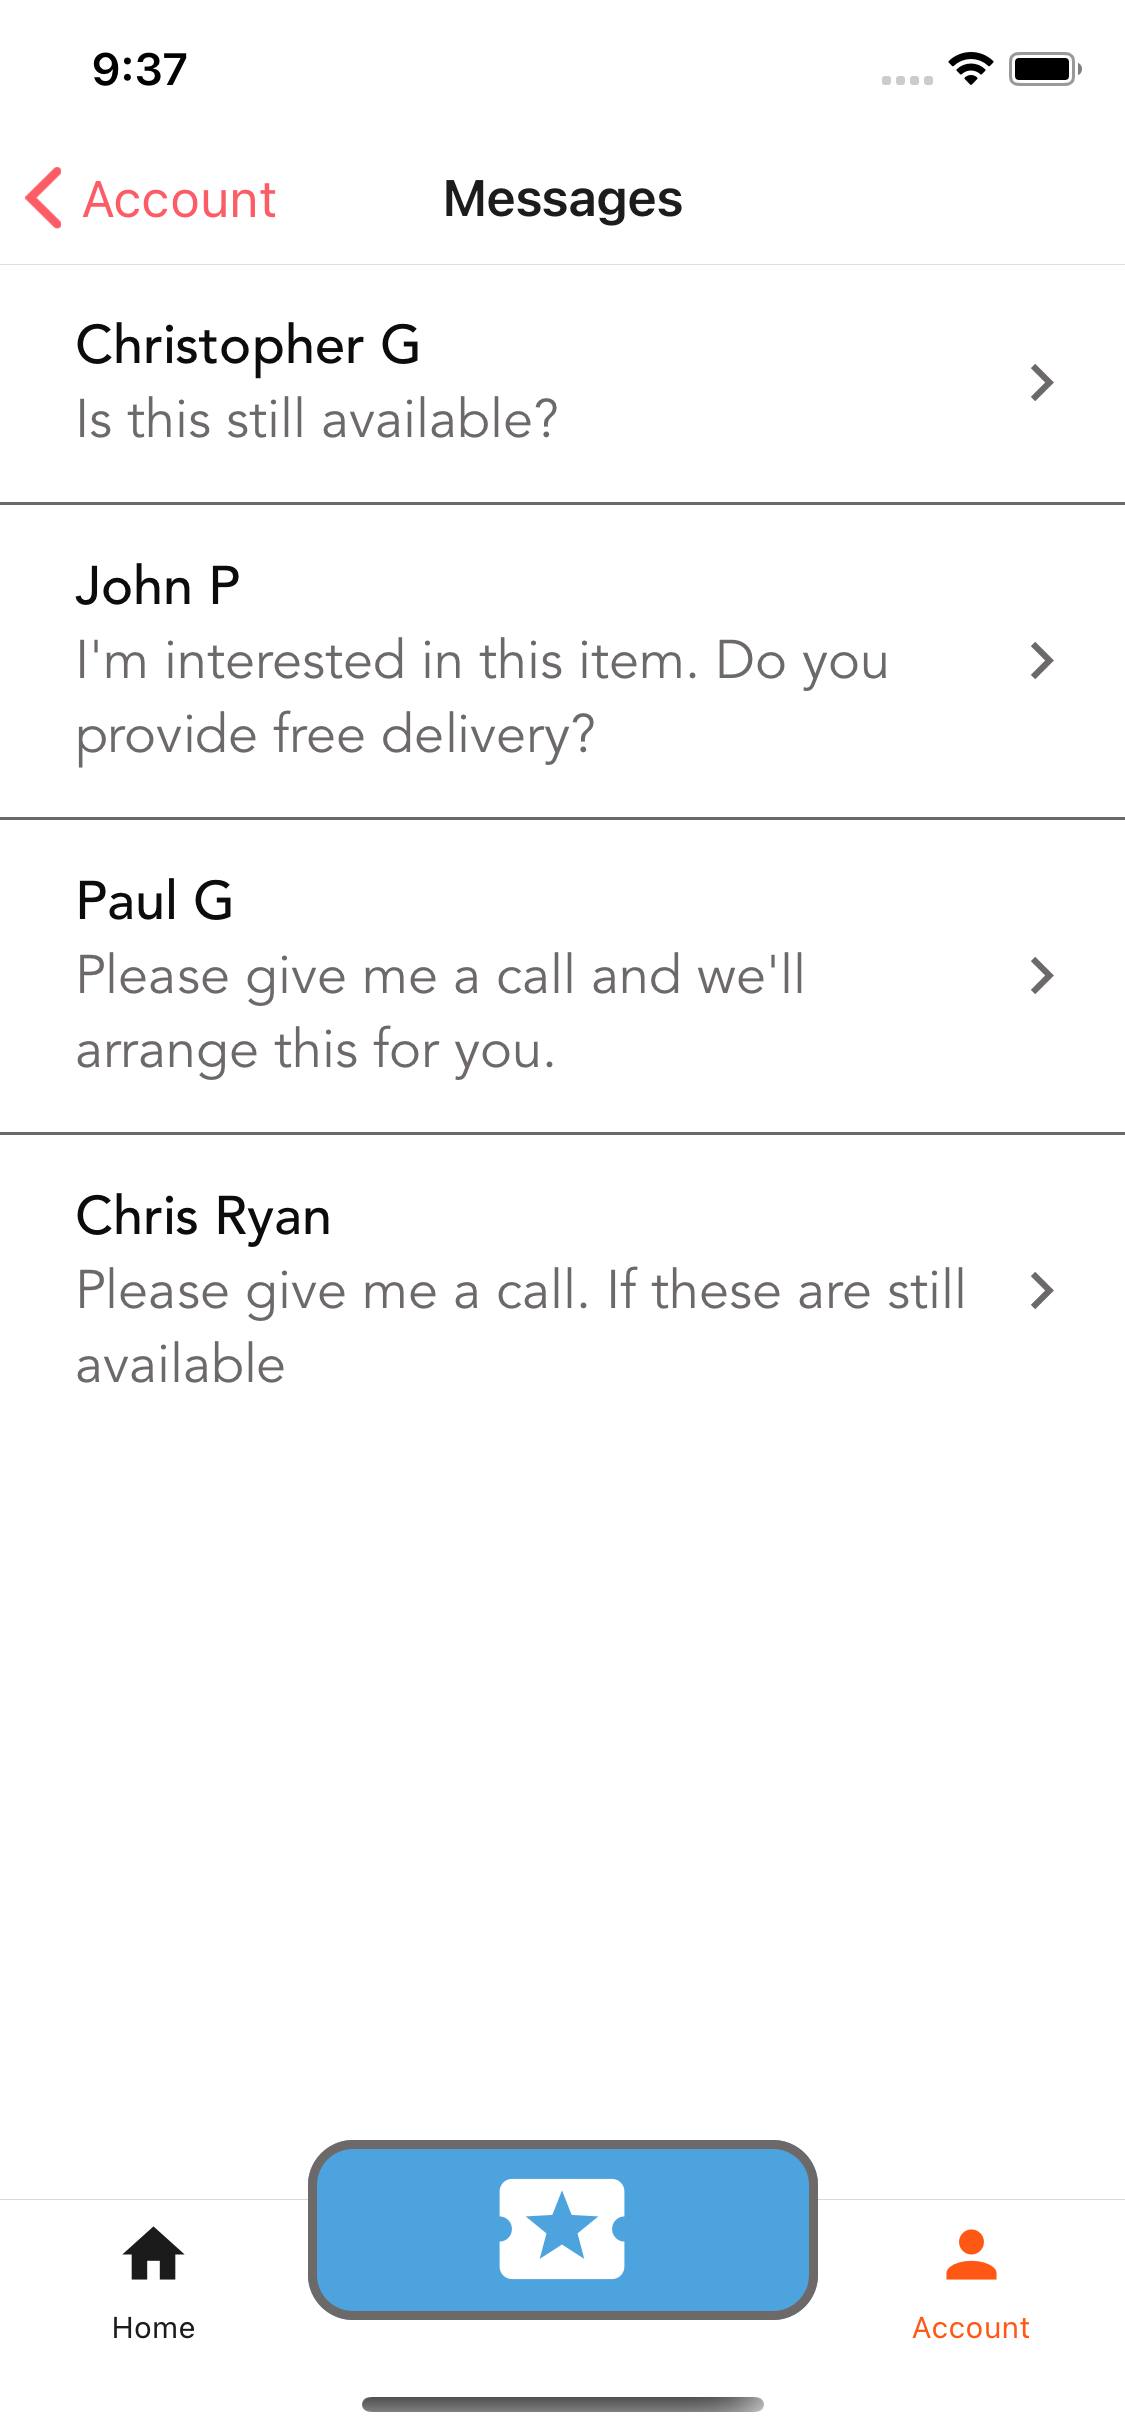 9:37
Account
Messages
Christopher G
Is this still available?
John P
I'm interested in this item. Do you
provide free delivery?
Paul G
Please give me a call and we'll
arrange this for you.
Chris Ryan
Please give me a call. If these are still
available
Home
Account